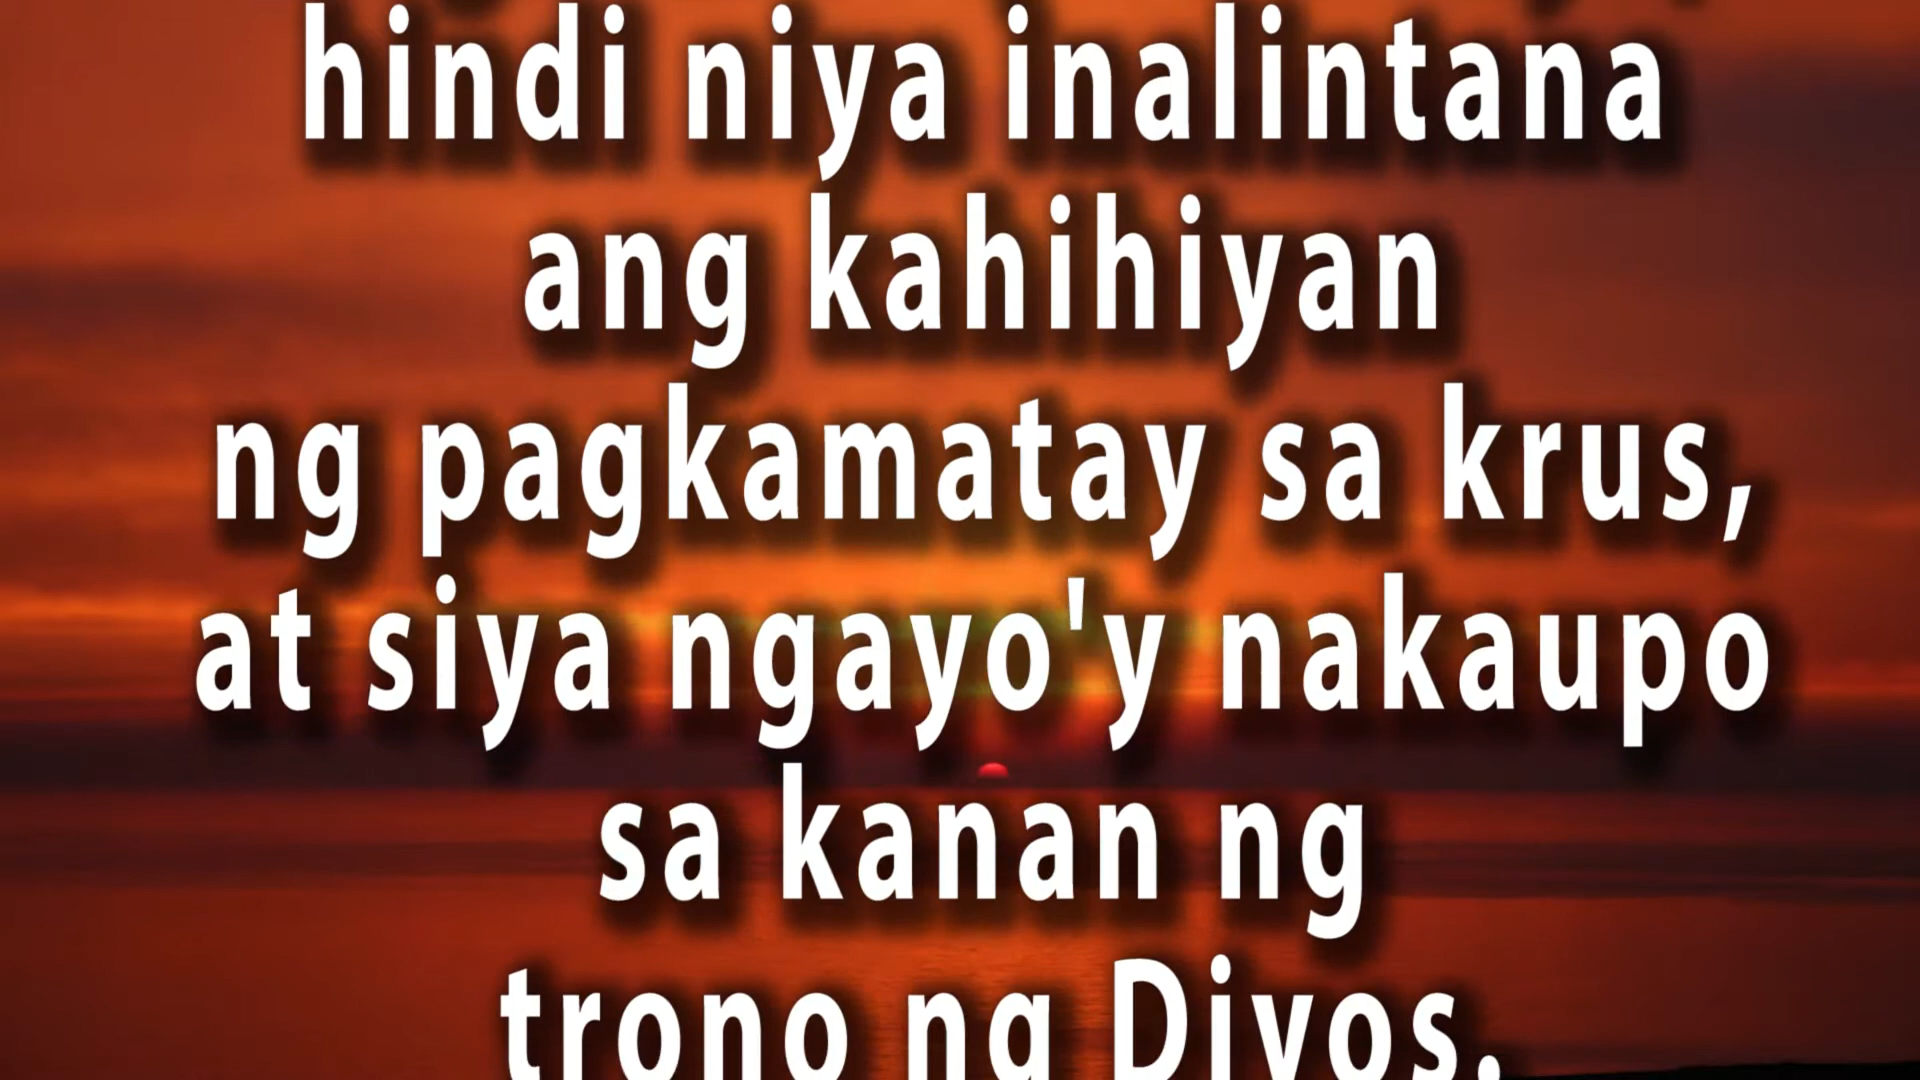 hindi niya inalintana
ang kahihiyan
ng pagkamatay sa krus,
at siya ngayo'y nakaupo
sa kanan ng
trono ng Diyos.